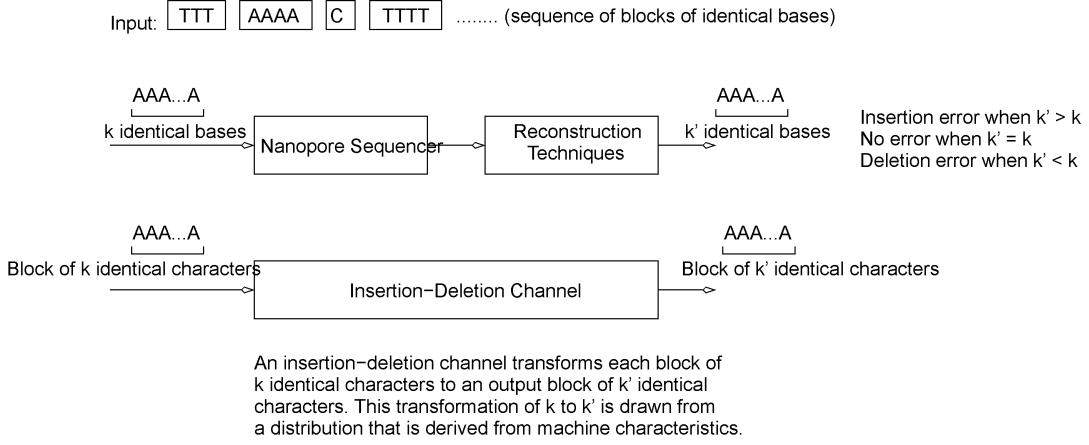 Input: TTT AAAA C TTTT ........ (sequence of blocks of identical bases)
AAA...A
k identical bases
Nanopore Sequencer
Reconstruction
Techniques
AAA...A
k' identical bases
Insertion error when k' > k
No error when k' = k
Deletion error when k' < k
AAA...A
Block of k identical characters
Insertion−Deletion Channel
AAA...A
Block of k' identical characters
An insertion−deletion channel transforms each block of
k identical characters to an output block of k' identical
characters. This transformation of k to k' is drawn from
a distribution that is derived from machine characteristics.